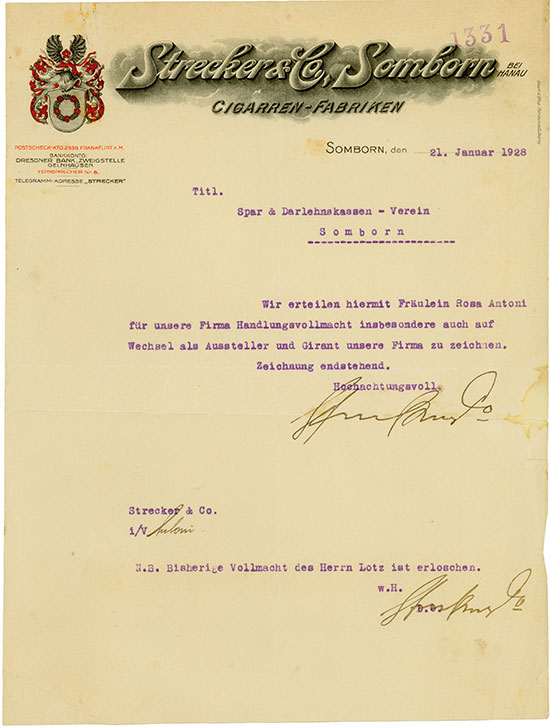 1331
Strecker & Co, Somborn BEI HANAU
CIGARREN-FABRIKEN
POSTSCHECK-KTO. 2938 FRANKFURT A.M.
BANKKONTO:
DRESDNER BANK, ZWEIGSTELLE
GELNHAUSEN
FERNSPRECHER Nr. 8.
TELEGRAMM-ADRESSE „STRECKER"
SOMBORN, den 21. Januar 1928
Titl.
Spar & Darlehnskassen - Verein
Somborn
Wir erteilen hiermit Fräulein Rosa Antoni
für unsere Firma Handlungsvollmacht insbesondere auch auf
Wechsel als Aussteller und Girant unsere Firma zu zeichnen.
Zeichnung endstehend.
Hochachtungsvoll.
Strecker & Co.
i/V Antoni
N.B. Bisherige Vollmacht des Herrn Lotz ist erloschen.
w.H.